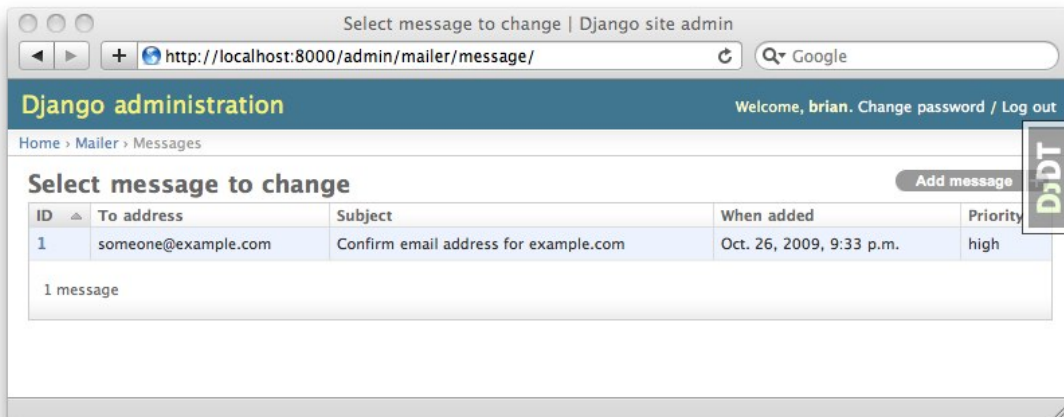 Select message to change | Django site admin
http://localhost:8000/admin/mailer/message/
Google
Django administration
Welcome, brian. Change password / Log out
Home › Mailer › Messages
DjDT
Select message to change
Add message
ID To address Subject When added Priority
1 someone@example.com Confirm email address for example.com Oct. 26, 2009, 9:33 p.m. high
1 message